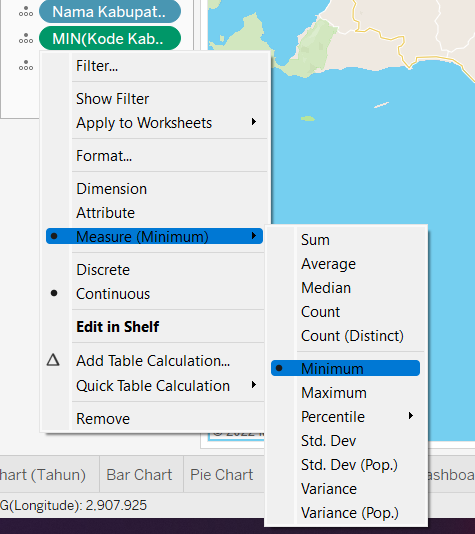 Nama Kabupat..
MIN(Kode Kab..
Filter...
Show Filter
Apply to Worksheets
Format...
Dimension
Attribute
Measure (Minimum)
Discrete
Continuous
Edit in Shelf
Add Table Calculation...
Quick Table Calculation
Remove
Sum
Average
Median
Count
Count (Distinct)
Minimum
Maximum
Percentile
Std. Dev
Std. Dev (Pop.)
Variance
Variance (Pop.)
© 2022
hart (Tahun) Bar Chart Pie Chart ashboa
G(Longitude): 2,907.925